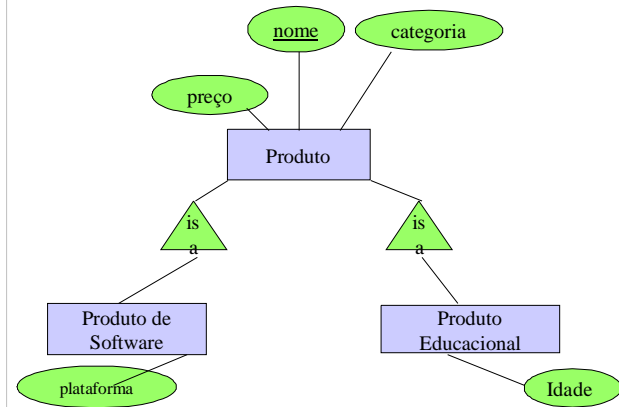 nome
categoria
preço
Produto
is
a
is
a
Produto de
Software
Produto
Educacional
plataforma
Idade